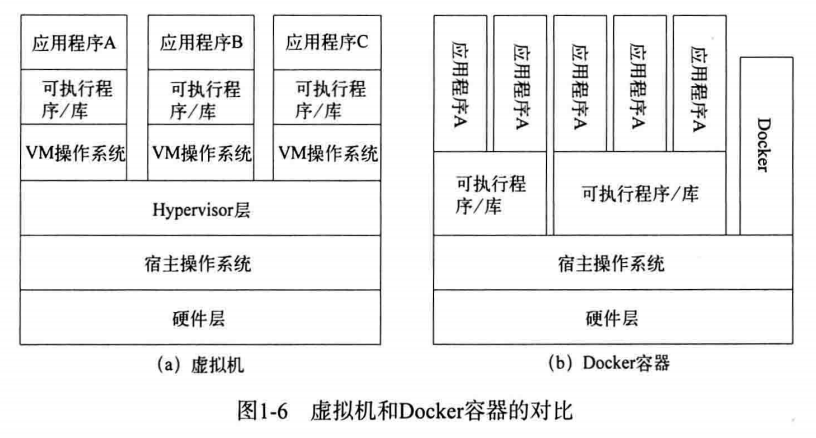 应用程序A
应用程序B
应用程序C
可执行程
序/库
可执行程
序/库
可执行程
序/库
VM操作系统
VM操作系统
VM操作系统
Hypervisor层
宿主操作系统
硬件层
(a) 虚拟机
应用程序A
应用程序A
应用程序A
应用程序A
应用程序A
Docker
可执行程
序/库
可执行程序/库
宿主操作系统
硬件层
(b) Docker容器
图1-6 虚拟机和Docker容器的对比